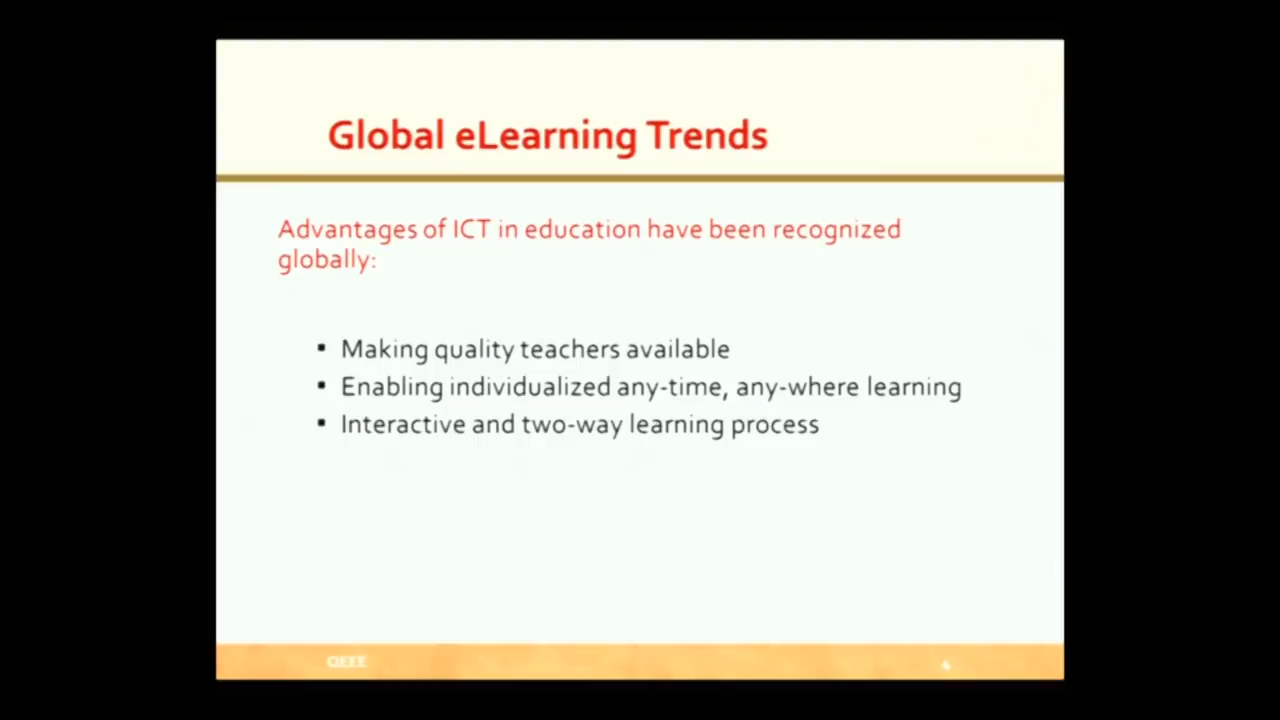 Global eLearning Trends
Advantages of ICT in education have been recognized
globally:
▪ Making quality teachers available
▪ Enabling individualized any-time, any-where learning
▪ Interactive and two-way learning process
QEEE